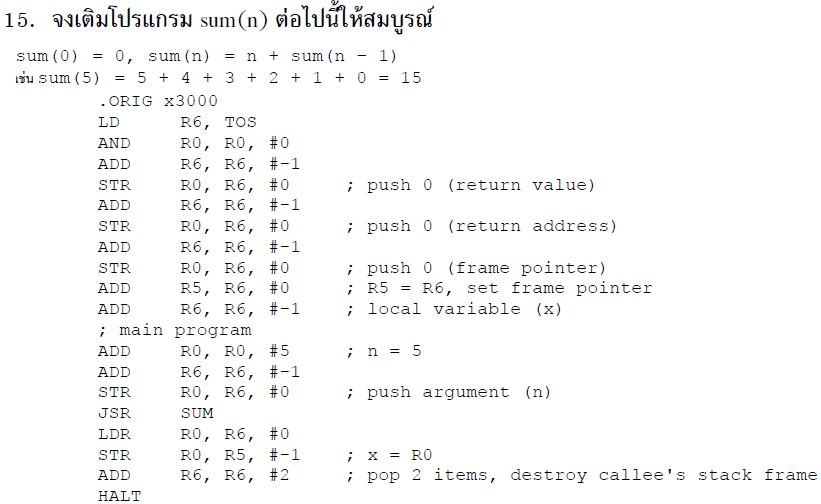 15. จงเติมโปรแกรม sum(n) ต่อไปนี้ให้สมบูรณ์
sum(0) = 0, sum(n) = n + sum(n - 1)
เช่น sum(5) = 5 + 4 + 3 + 2 + 1 + 0 = 15
.ORIG x3000
LD R6, TOS
AND R0, R0, #0
ADD R6, R6, #-1
STR R0, R6, #0 ; push 0 (return value)
ADD R6, R6, #-1
STR R0, R6, #0 ; push 0 (return address)
ADD R6, R6, #-1
STR R0, R6, #0 ; push 0 (frame pointer)
ADD R5, R6, #0 ; R5 = R6, set frame pointer
ADD R6, R6, #-1 ; local variable (x)
; main program
ADD R0, R0, #5 ; n = 5
ADD R6, R6, #-1
STR R0, R6, #0 ; push argument (n)
JSR SUM
LDR R0, R6, #0
STR R0, R5, #-1 ; x = R0
ADD R6, R6, #2 ; pop 2 items, destroy callee's stack frame
HALT